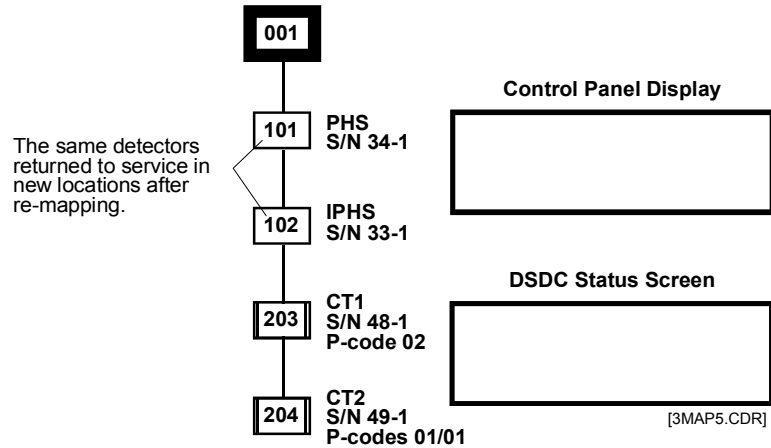 001
101
PHS
S/N 34-1
The same detectors
returned to service in
new locations after
re-mapping.
102
IPHS
S/N 33-1
203
CT1
S/N 48-1
P-code 02
204
CT2
S/N 49-1
P-codes 01/01
Control Panel Display
DSDC Status Screen
[3MAP5.CDR]